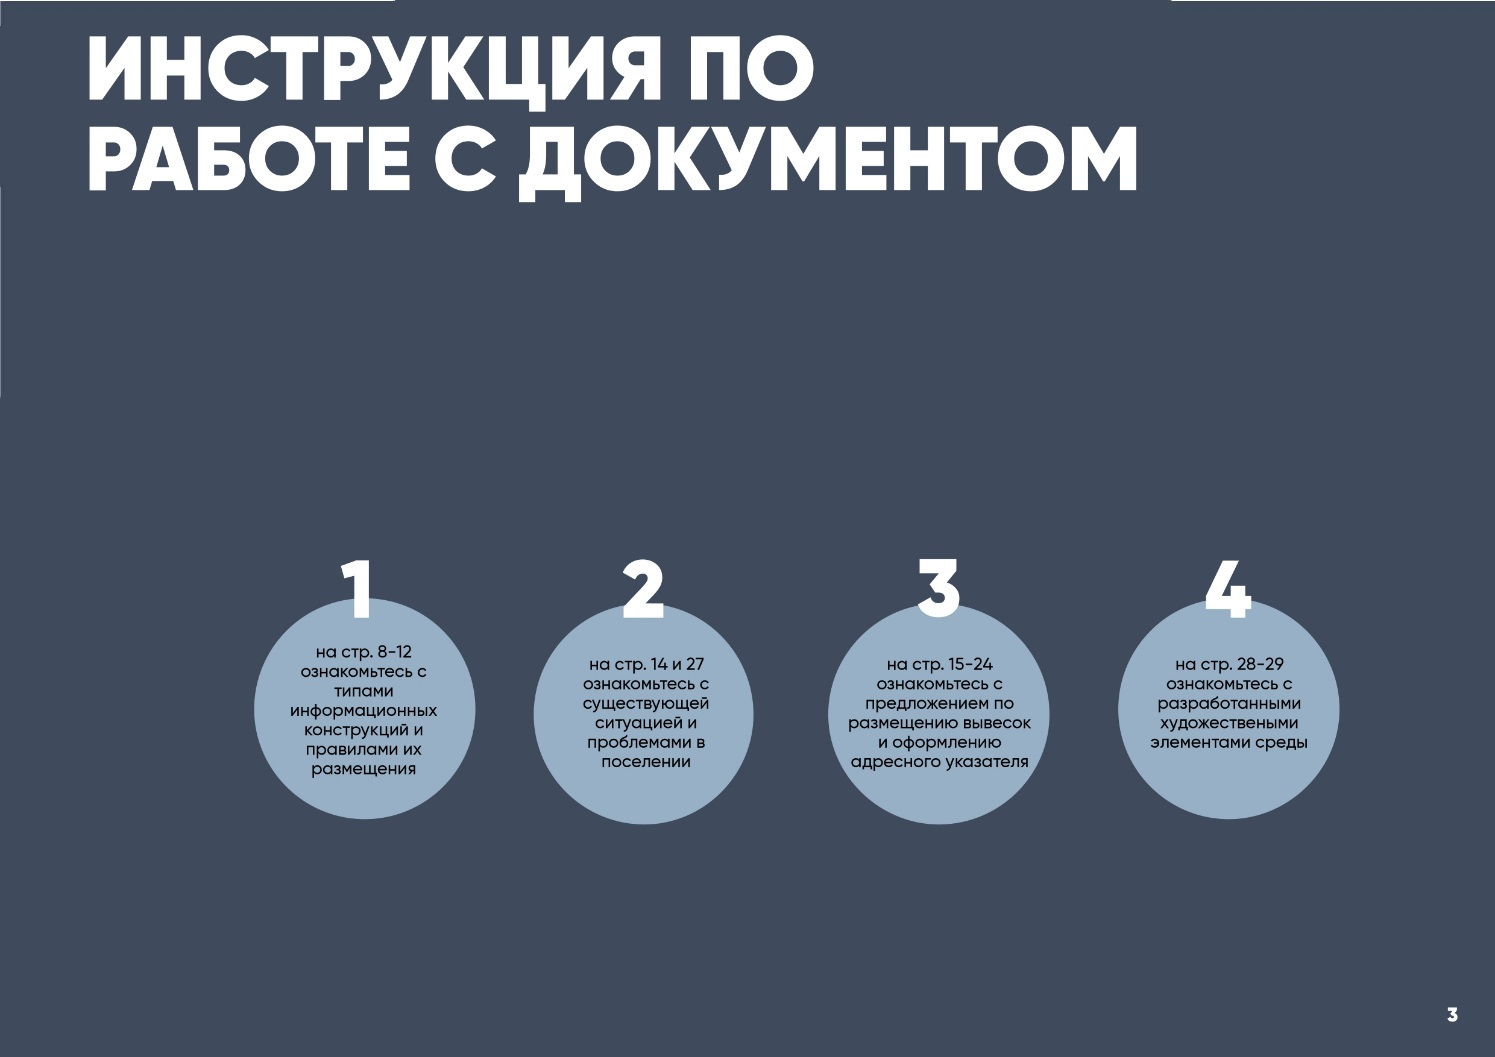 ИНСТРУКЦИЯ ПО
РАБОТЕ С ДОКУМЕНТОМ
1
на стр. 8-12
ознакомьтесь с
типами
информационных
конструкций и
правилами их
размещения
2
на стр. 14 и 27
ознакомьтесь с
существующей
ситуацией и
проблемами в
поселении
3
на стр. 15-24
ознакомьтесь с
предложением по
размещению вывесок
и оформлению
адресного указателя
4
на стр. 28-29
ознакомьтесь с
разработанными
художествеными
элементами среды
3